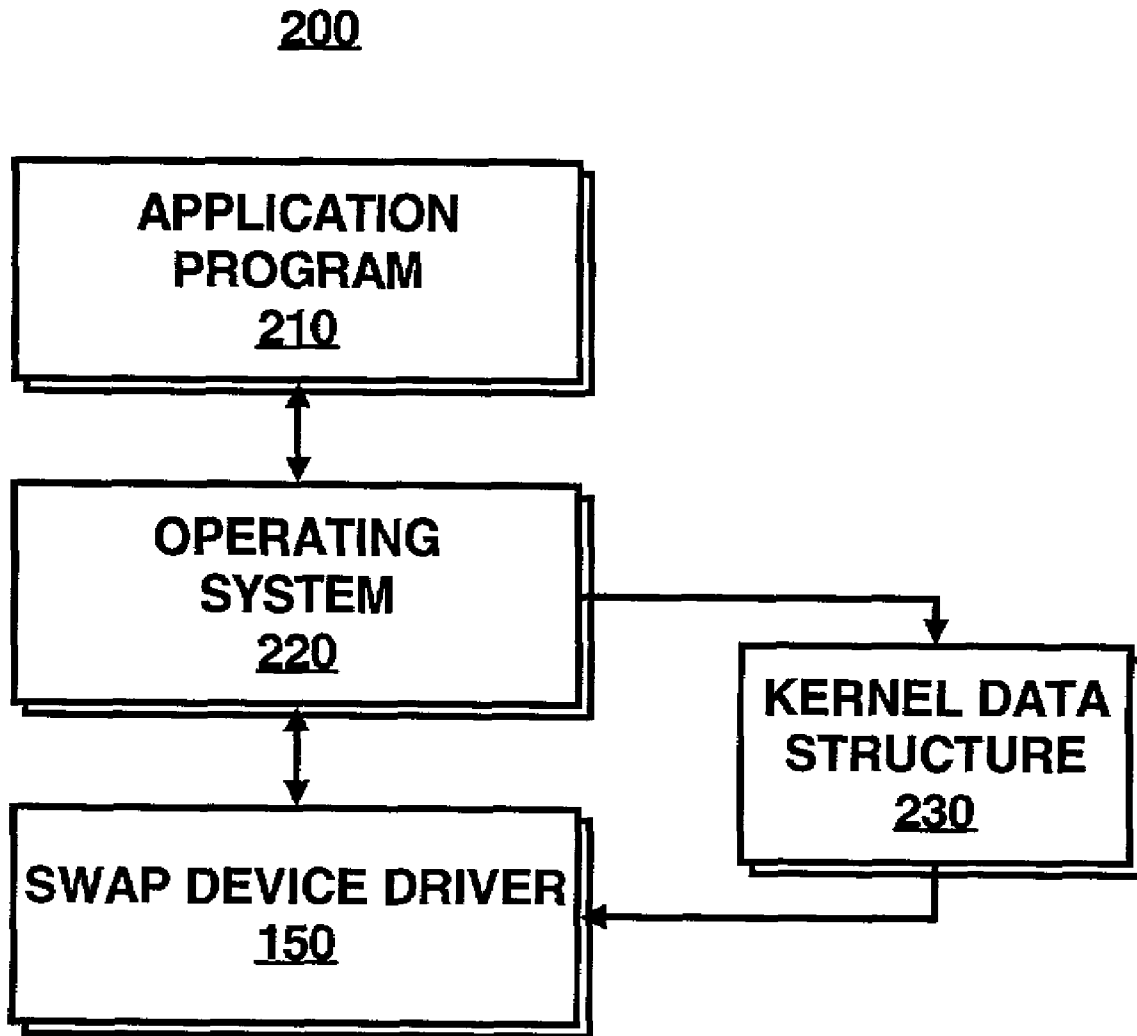 200
APPLICATION
PROGRAM
210
OPERATING
SYSTEM
220
KERNEL DATA
STRUCTURE
230
SWAP DEVICE DRIVER
150